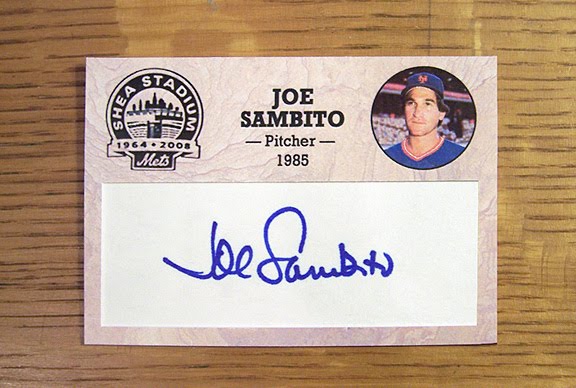 SHEA STADIUM
1964 • 2008
Mets
JOE
SAMBITO
— Pitcher —
1985
Joe Sambito